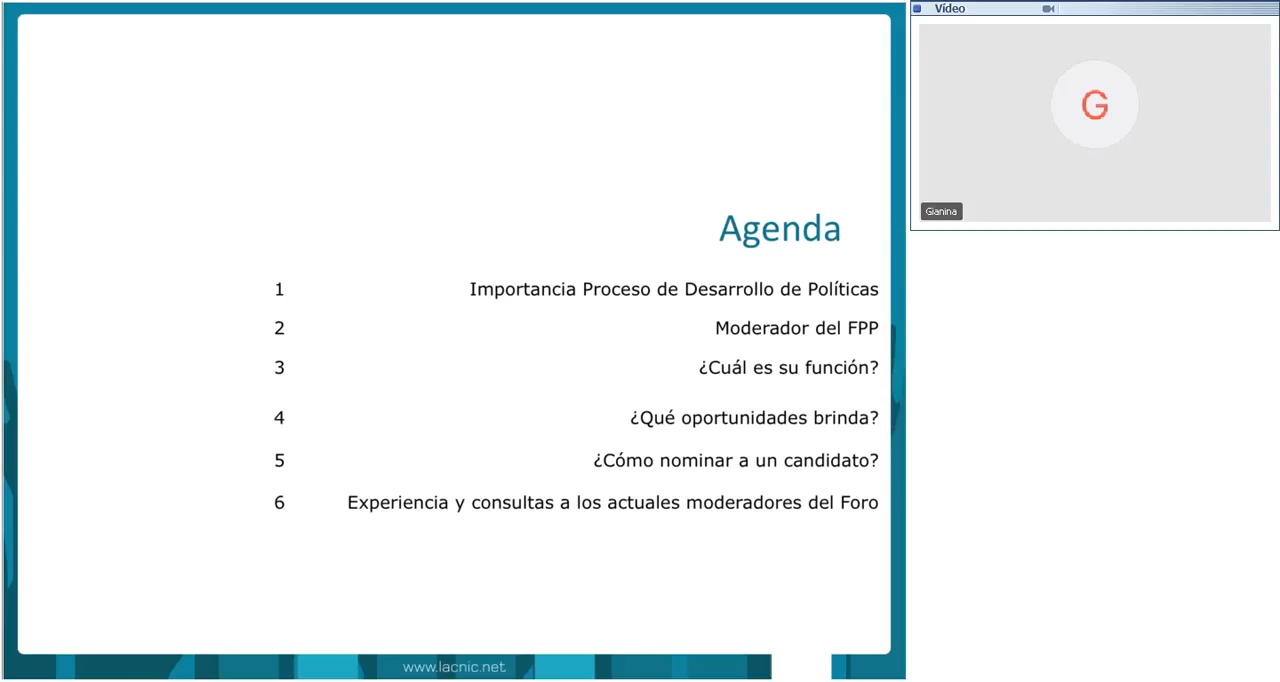 Vídeo
G
Gianina
Agenda
1 Importancia Proceso de Desarrollo de Políticas
2 Moderador del FPP
3 ¿Cuál es su función?
4 ¿Qué oportunidades brinda?
5 ¿Cómo nominar a un candidato?
6 Experiencia y consultas a los actuales moderadores del Foro
www.lacnic.net